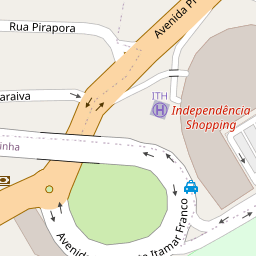 Rua Pirapora
Avenida P
ITH
H
Independência
Shopping
araiva
inha
Itamar Franco
Avenida